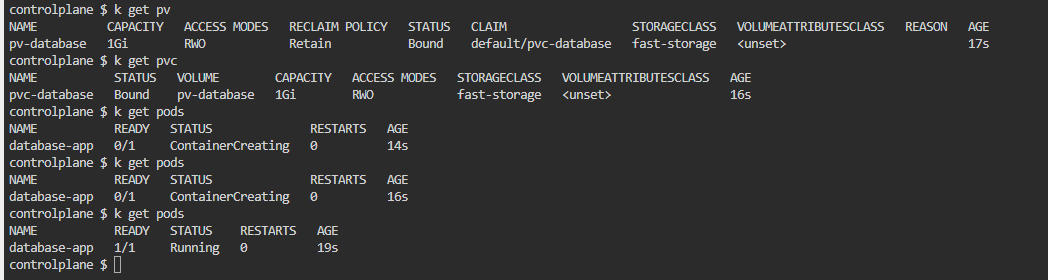 controlplane $ k get pv
NAME          CAPACITY   ACCESS MODES   RECLAIM POLICY   STATUS   CLAIM                  STORAGECLASS   VOLUMEATTRIBUTESCLASS   REASON   AGE
pv-database   1Gi        RWO            Retain           Bound    default/pvc-database   fast-storage   <unset>                          17s
controlplane $ k get pvc
NAME           STATUS   VOLUME        CAPACITY   ACCESS MODES   STORAGECLASS   VOLUMEATTRIBUTESCLASS   AGE
pvc-database   Bound    pv-database   1Gi        RWO            fast-storage   <unset>                 16s
controlplane $ k get pods
NAME           READY   STATUS              RESTARTS   AGE
database-app   0/1     ContainerCreating   0          14s
controlplane $ k get pods
NAME           READY   STATUS              RESTARTS   AGE
database-app   0/1     ContainerCreating   0          16s
controlplane $ k get pods
NAME           READY   STATUS    RESTARTS   AGE
database-app   1/1     Running   0          19s
controlplane $